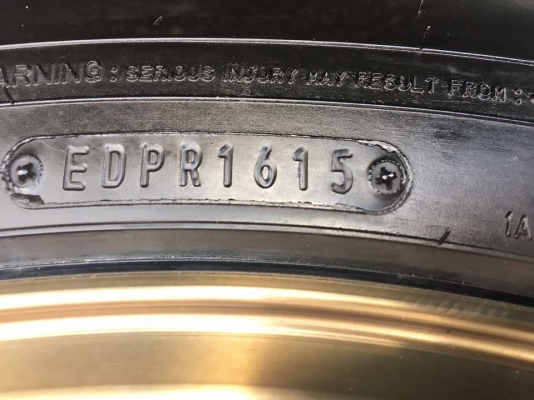 ARNING: SERIOUS INJURY MAY RESULT FROM:
EDPR1615
1A